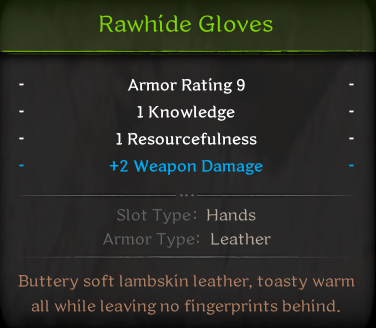 Rawhide Gloves
- Armor Rating 9 -
- 1 Knowledge -
- 1 Resourcefulness -
- +2 Weapon Damage -
Slot Type: Hands
Armor Type: Leather
Buttery soft lambskin leather, toasty warm
all while leaving no fingerprints behind.